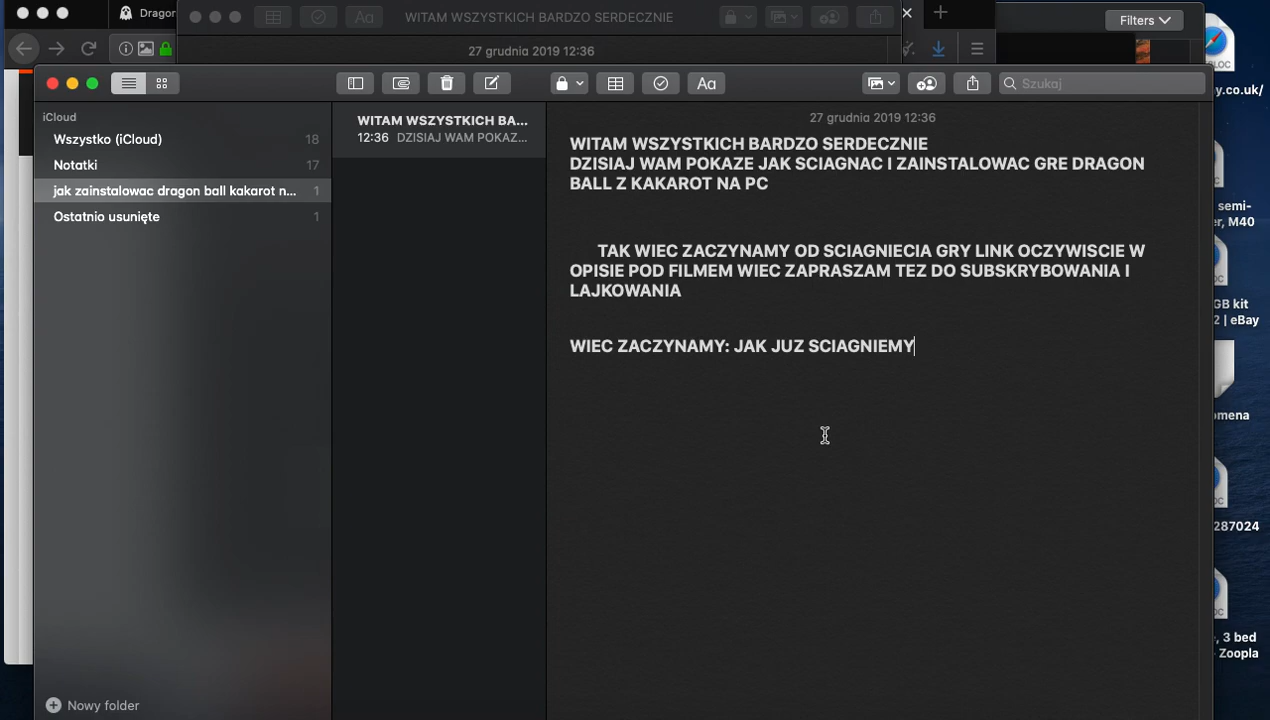 Dragor
WITAM WSZYSTKICH BARDZO SERDECZNIE
Filters
27 grudnia 2019 12:36
Aa
Aa
Szukaj
iCloud
Wszystko (iCloud) 18
Notatki 17
jak zainstalowac dragon ball kakarot n... 1
Ostatnio usunięte 1
WITAM WSZYSTKICH BA...
12:36 DZISIAJ WAM POKAZ...
27 grudnia 2019 12:36
WITAM WSZYSTKICH BARDZO SERDECZNIE
DZISIAJ WAM POKAZE JAK SCIAGNAC I ZAINSTALOWAC GRE DRAGON
BALL Z KAKAROT NA PC
TAK WIEC ZACZYNAMY OD SCIAGNIECIA GRY LINK OCZYWISCIE W
OPISIE POD FILMEM WIEC ZAPRASZAM TEZ DO SUBSKRYBOWANIA I
LAJKOWANIA
WIEC ZACZYNAMY: JAK JUZ SCIAGNIEMY
Nowy folder
y.co.uk/
semi-
er, M40
GB kit
2 | eBay
omena
287024
, 3 bed
Zoopla